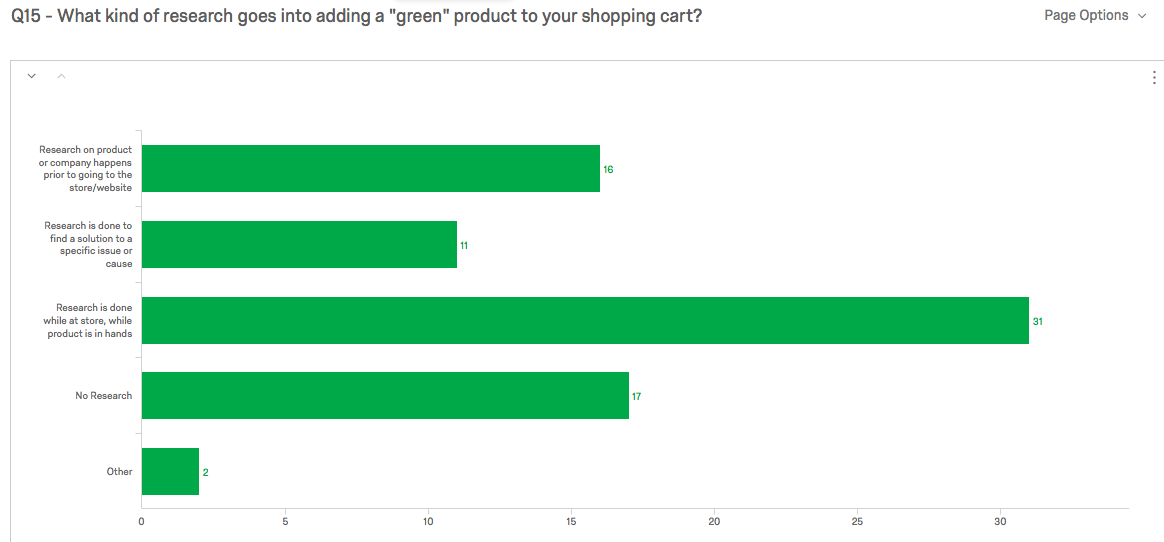 Q15 - What kind of research goes into adding a "green" product to your shopping cart?
Page Options
Research on product
or company happens
prior to going to the
store/website
16
Research is done to
find a solution to a
specific issue or
cause
11
Research is done
while at store, while
product is in hands
31
No Research
17
Other
2
0 5 10 15 20 25 30